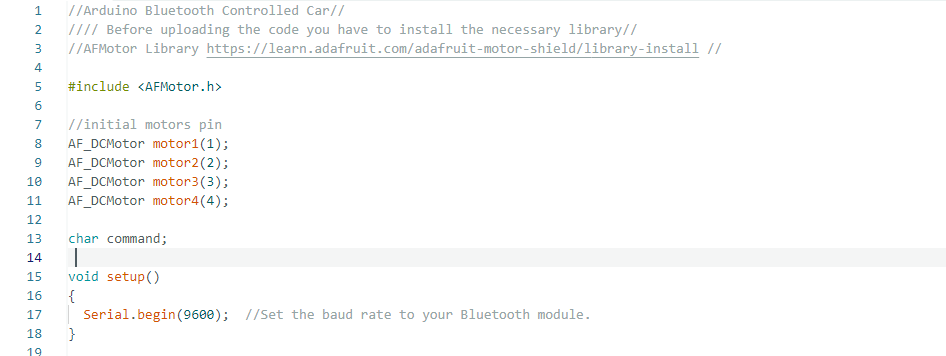 1 //Arduino Bluetooth Controlled Car//
2 //// Before uploading the code you have to install the necessary library//
3 //AFMotor Library https://learn.adafruit.com/adafruit-motor-shield/library-install //
4
5 #include <AFMotor.h>
6
7 //initial motors pin
8 AF_DCMotor motor1(1);
9 AF_DCMotor motor2(2);
10 AF_DCMotor motor3(3);
11 AF_DCMotor motor4(4);
12
13 char command;
14
15 void setup()
16 {
17   Serial.begin(9600);  //Set the baud rate to your Bluetooth module.
18 }
19